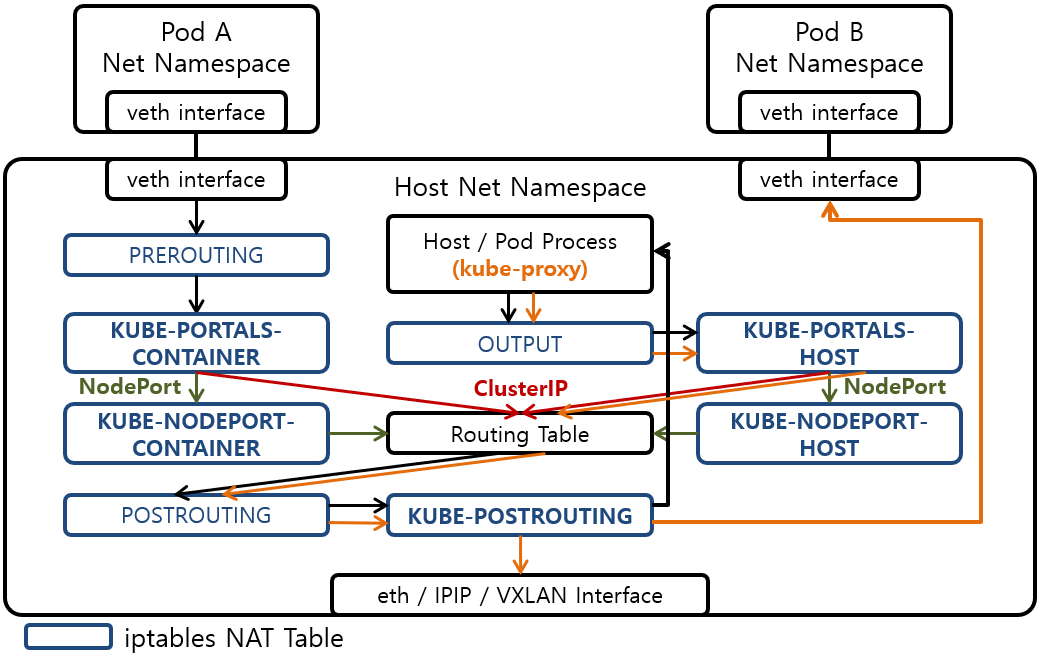 Pod A
Net Namespace
veth interface
Pod B
Net Namespace
veth interface
veth interface
veth interface
Host Net Namespace
PREROUTING
Host / Pod Process
(kube-proxy)
KUBE-PORTALS-
CONTAINER
OUTPUT
KUBE-PORTALS-
HOST
NodePort
ClusterIP
NodePort
KUBE-NODEPORT-
CONTAINER
Routing Table
KUBE-NODEPORT-
HOST
POSTROUTING
KUBE-POSTROUTING
eth / IPIP / VXLAN Interface
iptables NAT Table